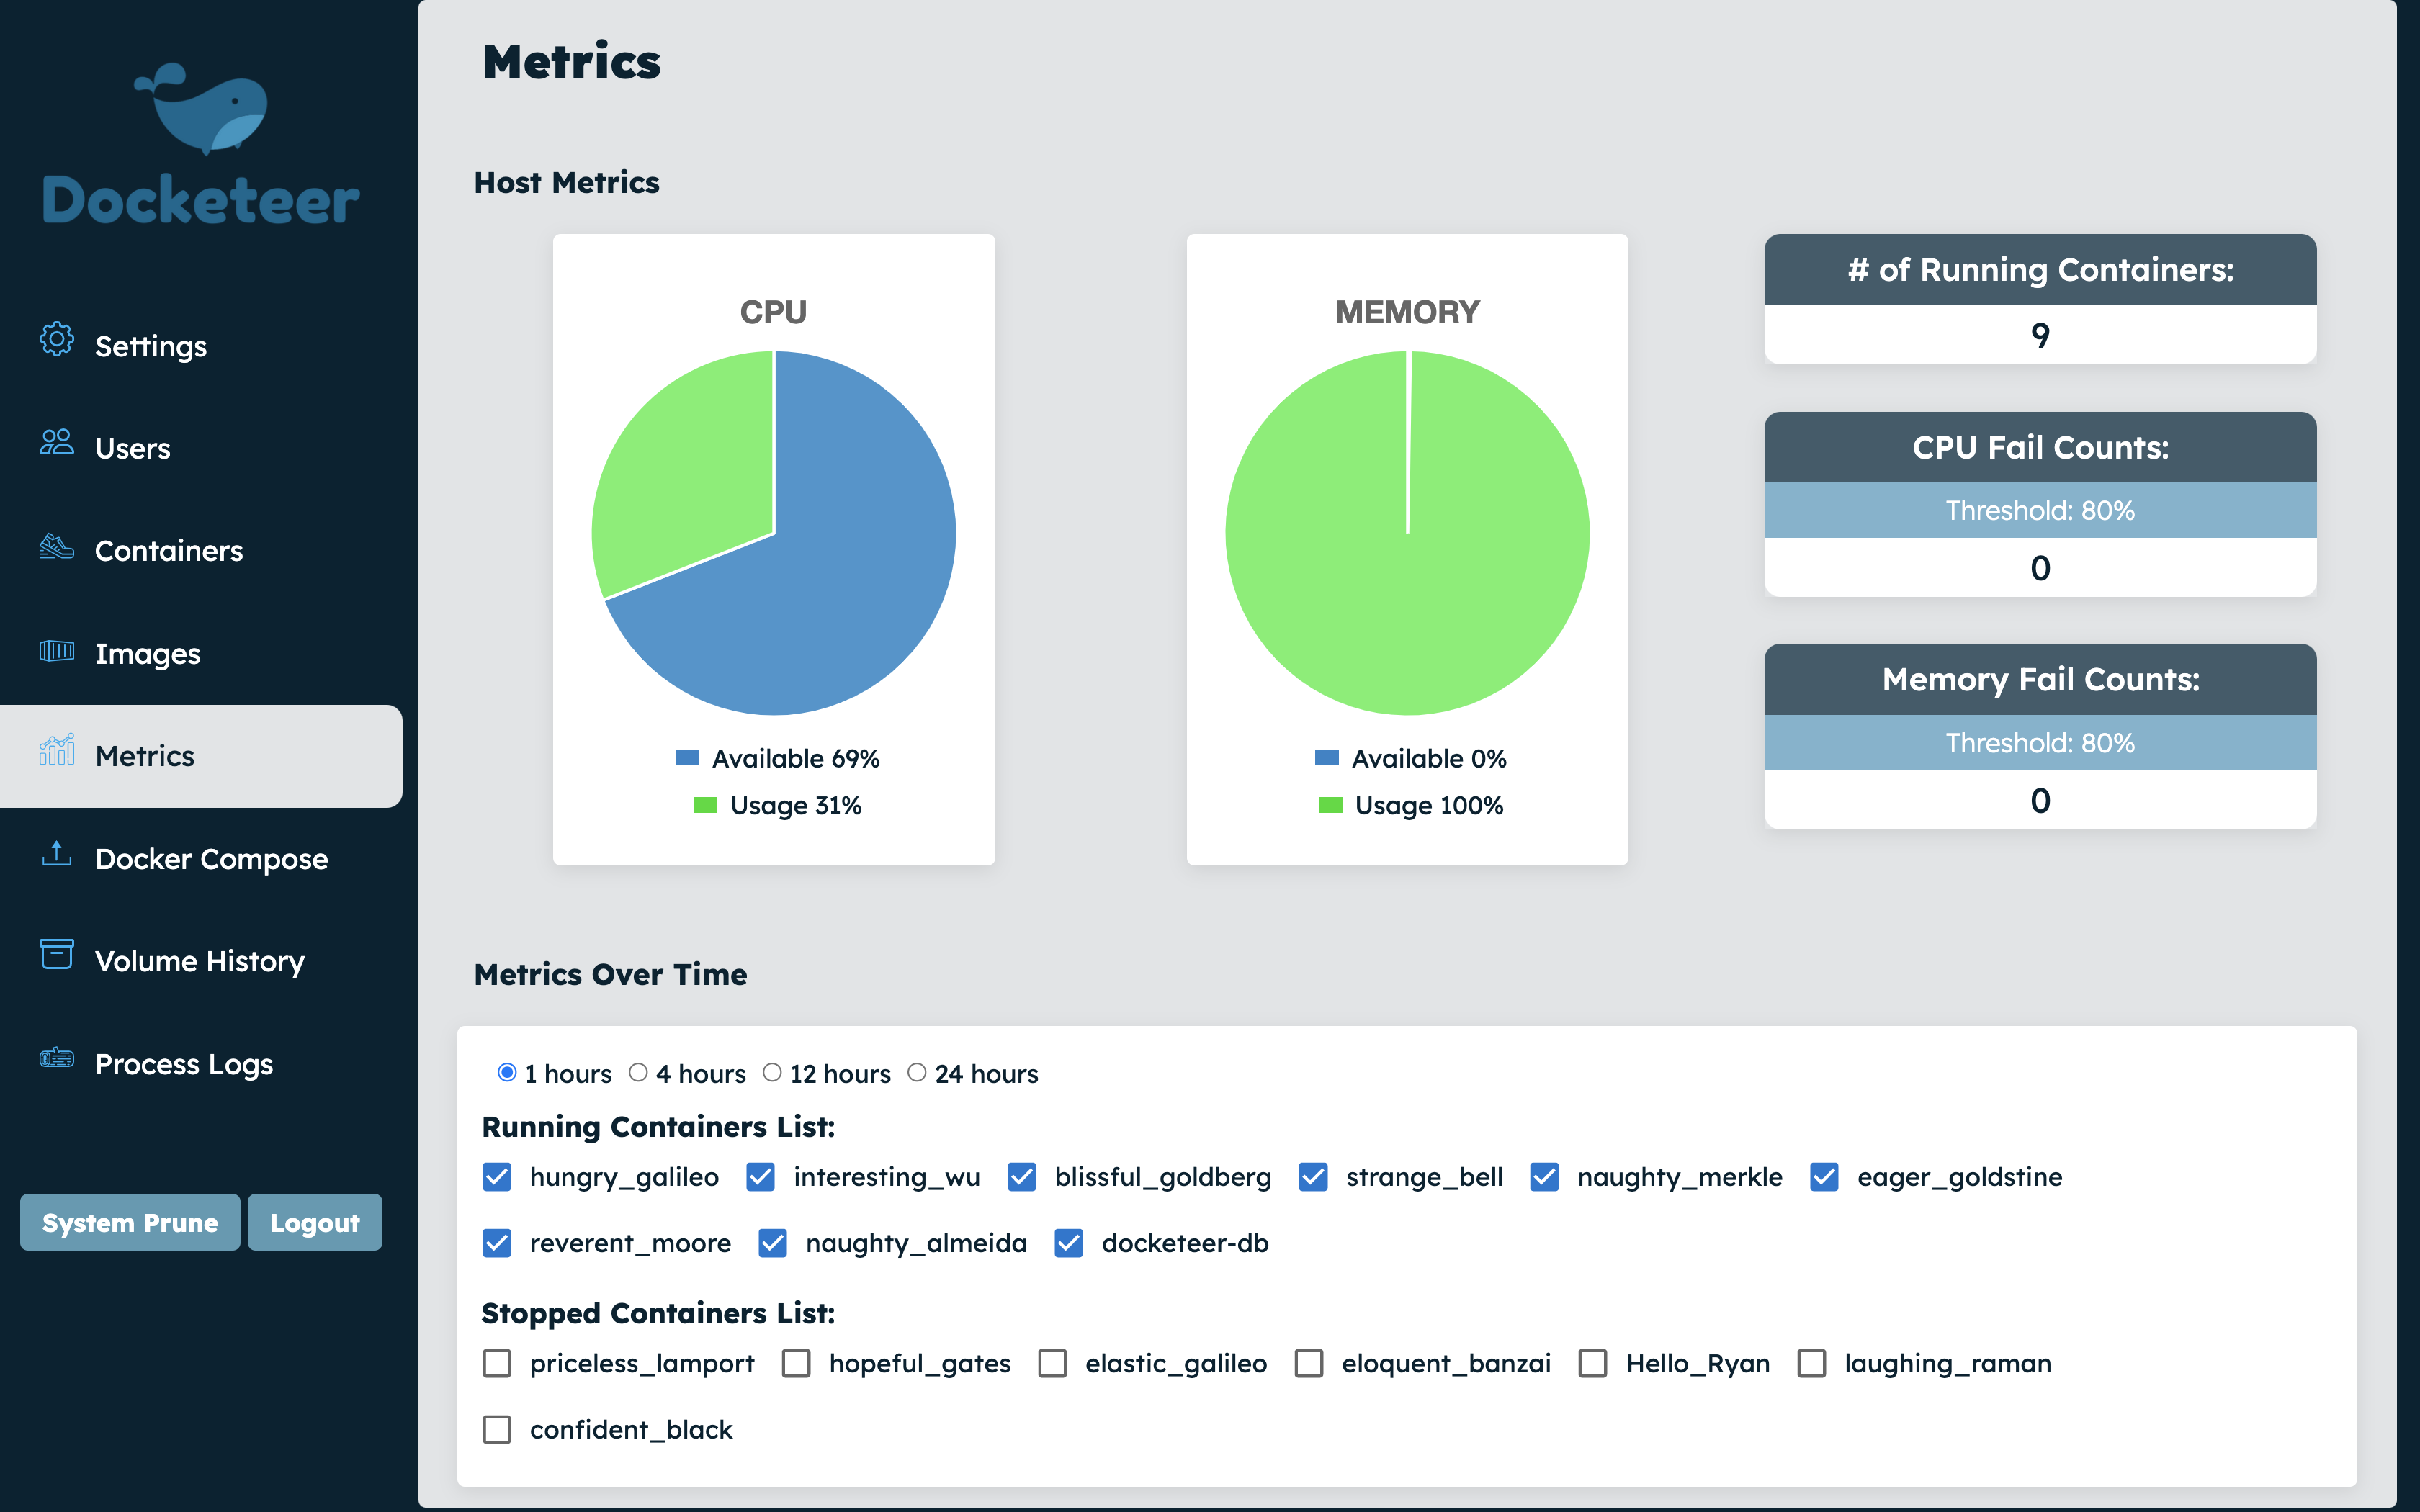 Docketeer
Settings
Users
Containers
Images
Metrics
Docker Compose
Volume History
Process Logs
System Prune
Logout
Metrics
Host Metrics
CPU
Available 69%
Usage 31%
MEMORY
Available 0%
Usage 100%
# of Running Containers:
9
CPU Fail Counts:
Threshold: 80%
0
Memory Fail Counts:
Threshold: 80%
0
Metrics Over Time
1 hours 4 hours 12 hours 24 hours
Running Containers List:
hungry_galileo interesting_wu blissful_goldberg strange_bell naughty_merkle eager_goldstine
reverent_moore naughty_almeida docketeer-db
Stopped Containers List:
priceless_lamport hopeful_gates elastic_galileo eloquent_banzai Hello_Ryan laughing_raman
confident_black